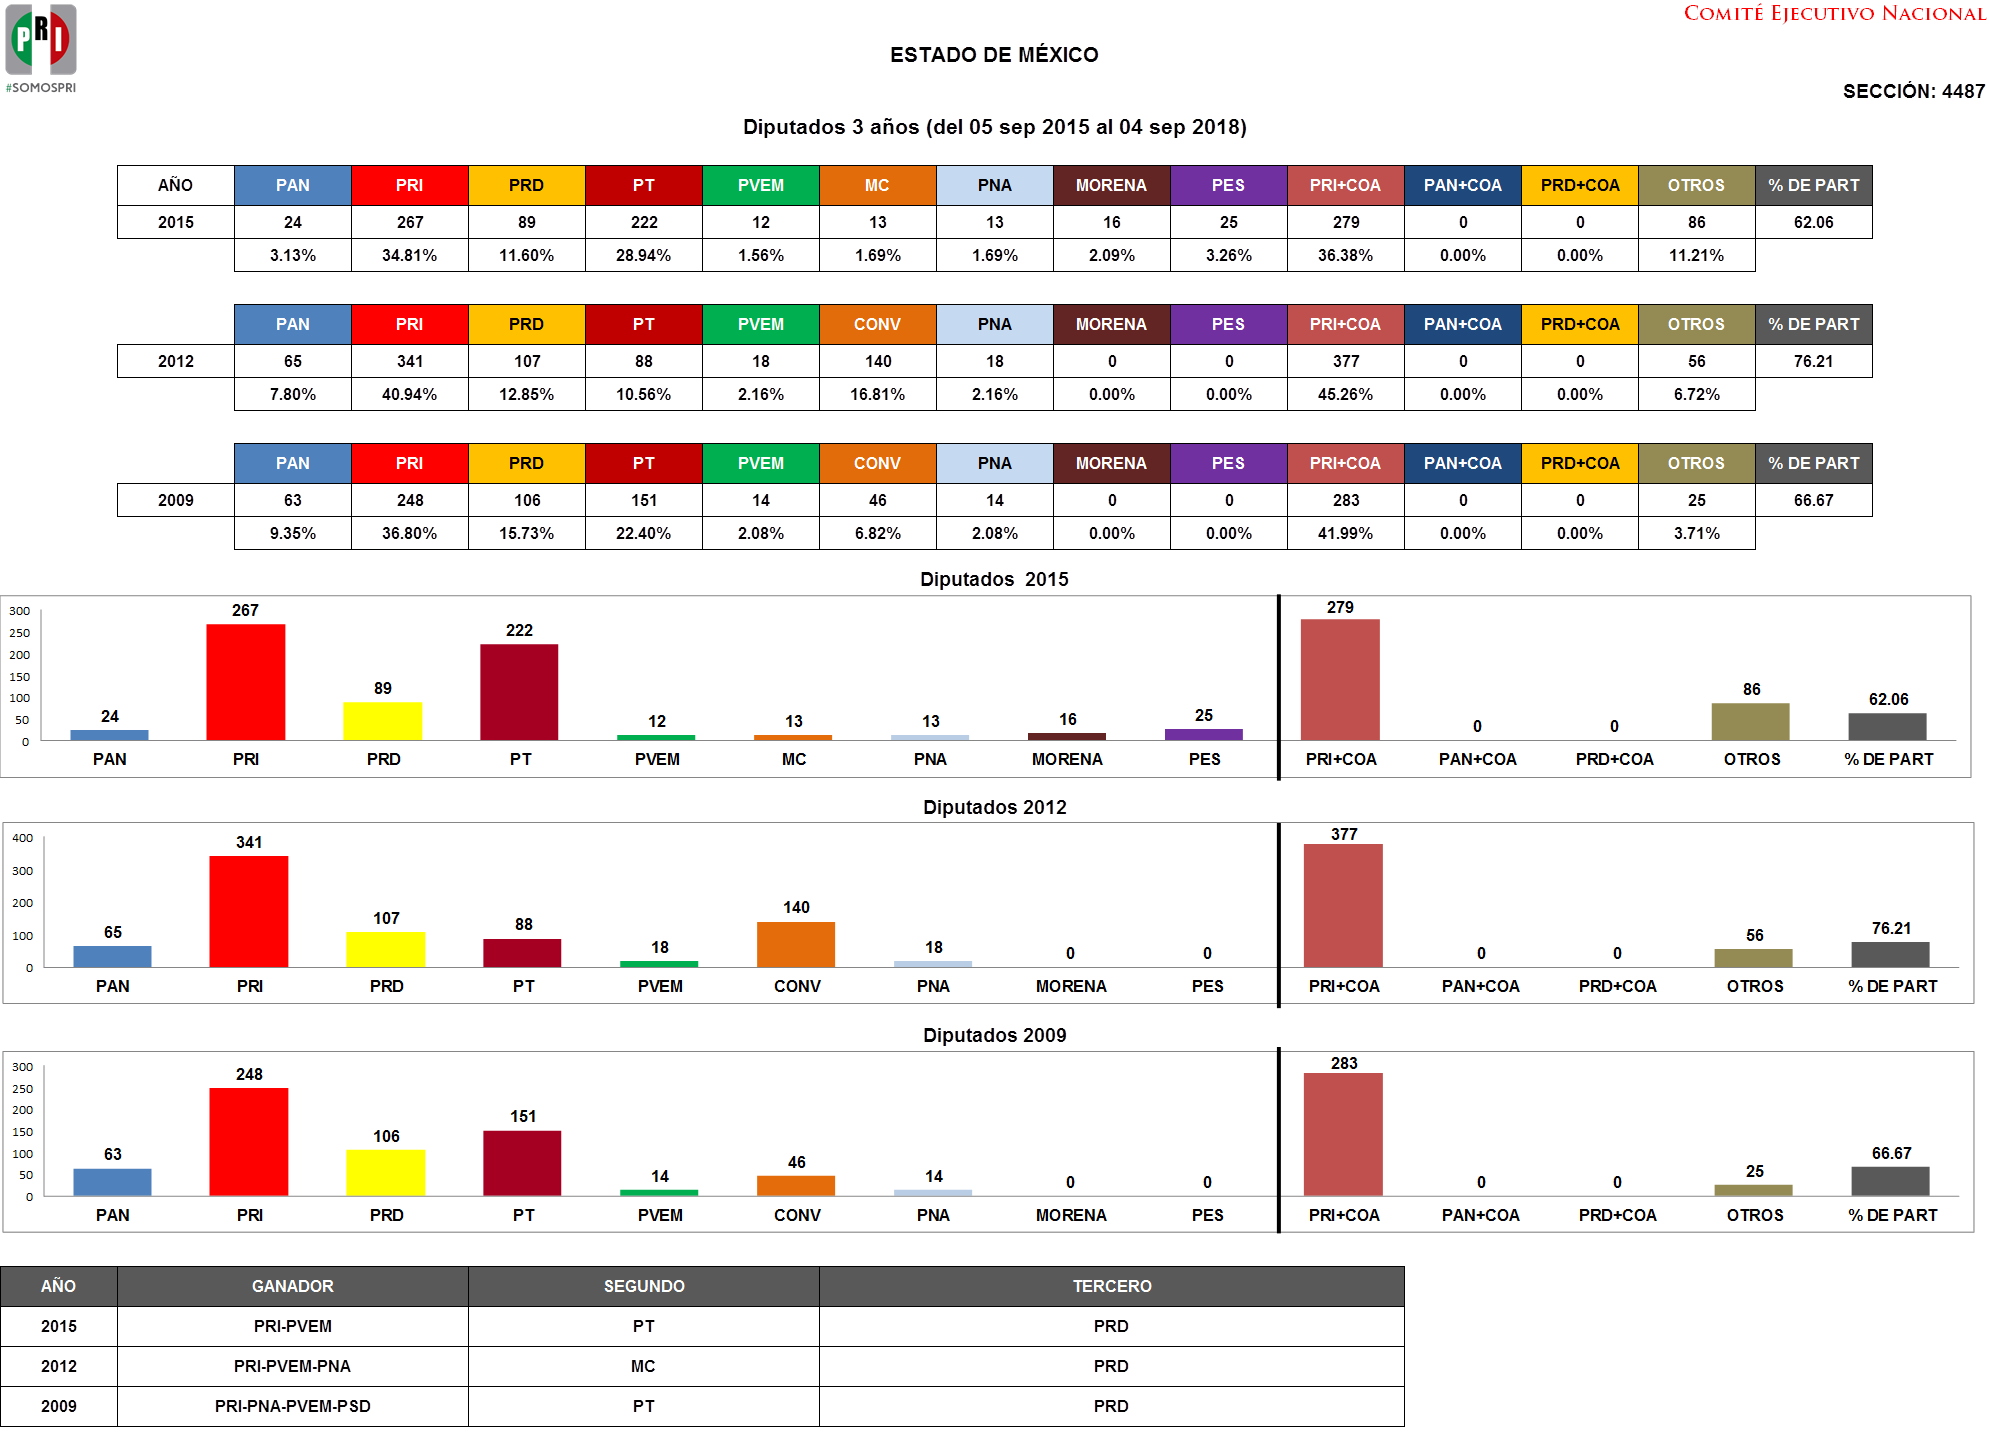 PRI
#SOMOSPRI
COMITÉ EJECUTIVO NACIONAL
ESTADO DE MÉXICO
SECCIÓN: 4487
Diputados 3 años (del 05 sep 2015 al 04 sep 2018)
AÑO PAN PRI PRD PT PVEM MC PNA MORENA PES PRI+COA PAN+COA PRD+COA OTROS % DE PART
2015 24 267 89 222 12 13 13 16 25 279 0 0 86 62.06
3.13% 34.81% 11.60% 28.94% 1.56% 1.69% 1.69% 2.09% 3.26% 36.38% 0.00% 0.00% 11.21%
PAN PRI PRD PT PVEM CONV PNA MORENA PES PRI+COA PAN+COA PRD+COA OTROS % DE PART
2012 65 341 107 88 18 140 18 0 0 377 0 0 56 76.21
7.80% 40.94% 12.85% 10.56% 2.16% 16.81% 2.16% 0.00% 0.00% 45.26% 0.00% 0.00% 6.72%
PAN PRI PRD PT PVEM CONV PNA MORENA PES PRI+COA PAN+COA PRD+COA OTROS % DE PART
2009 63 248 106 151 14 46 14 0 0 283 0 0 25 66.67
9.35% 36.80% 15.73% 22.40% 2.08% 6.82% 2.08% 0.00% 0.00% 41.99% 0.00% 0.00% 3.71%
Diputados 2015
300
250
200
150
100
50
0
24 267 89 222 12 13 13 16 25 279 0 0 86 62.06
PAN PRI PRD PT PVEM MC PNA MORENA PES PRI+COA PAN+COA PRD+COA OTROS % DE PART
Diputados 2012
400
300
200
100
0
65 341 107 88 18 140 18 0 0 377 0 0 56 76.21
PAN PRI PRD PT PVEM CONV PNA MORENA PES PRI+COA PAN+COA PRD+COA OTROS % DE PART
Diputados 2009
300
250
200
150
100
50
0
63 248 106 151 14 46 14 0 0 283 0 0 25 66.67
PAN PRI PRD PT PVEM CONV PNA MORENA PES PRI+COA PAN+COA PRD+COA OTROS % DE PART
AÑO GANADOR SEGUNDO TERCERO
2015 PRI-PVEM PT PRD
2012 PRI-PVEM-PNA MC PRD
2009 PRI-PNA-PVEM-PSD PT PRD